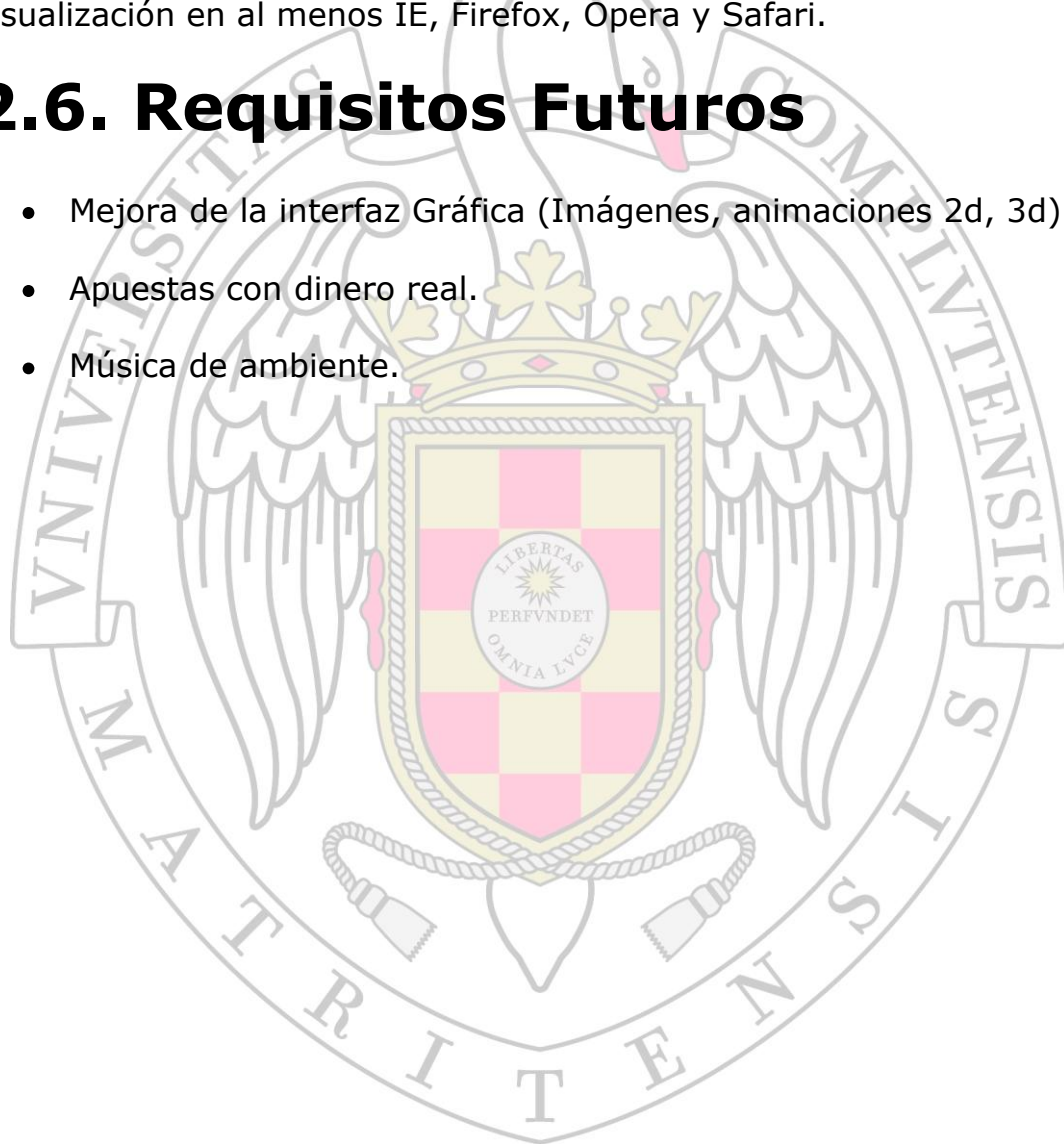 sualización en al menos IE, Firefox, Opera y Safari.
2.6. Requisitos Futuros
• Mejora de la interfaz Gráfica (Imágenes, animaciones 2d, 3d)
• Apuestas con dinero real.
• Música de ambiente.
VNIVERSITAS COMPLVTENSIS
LIBERTAS
PERFVNDET
OMNIA LVCE
MATRITENSIS